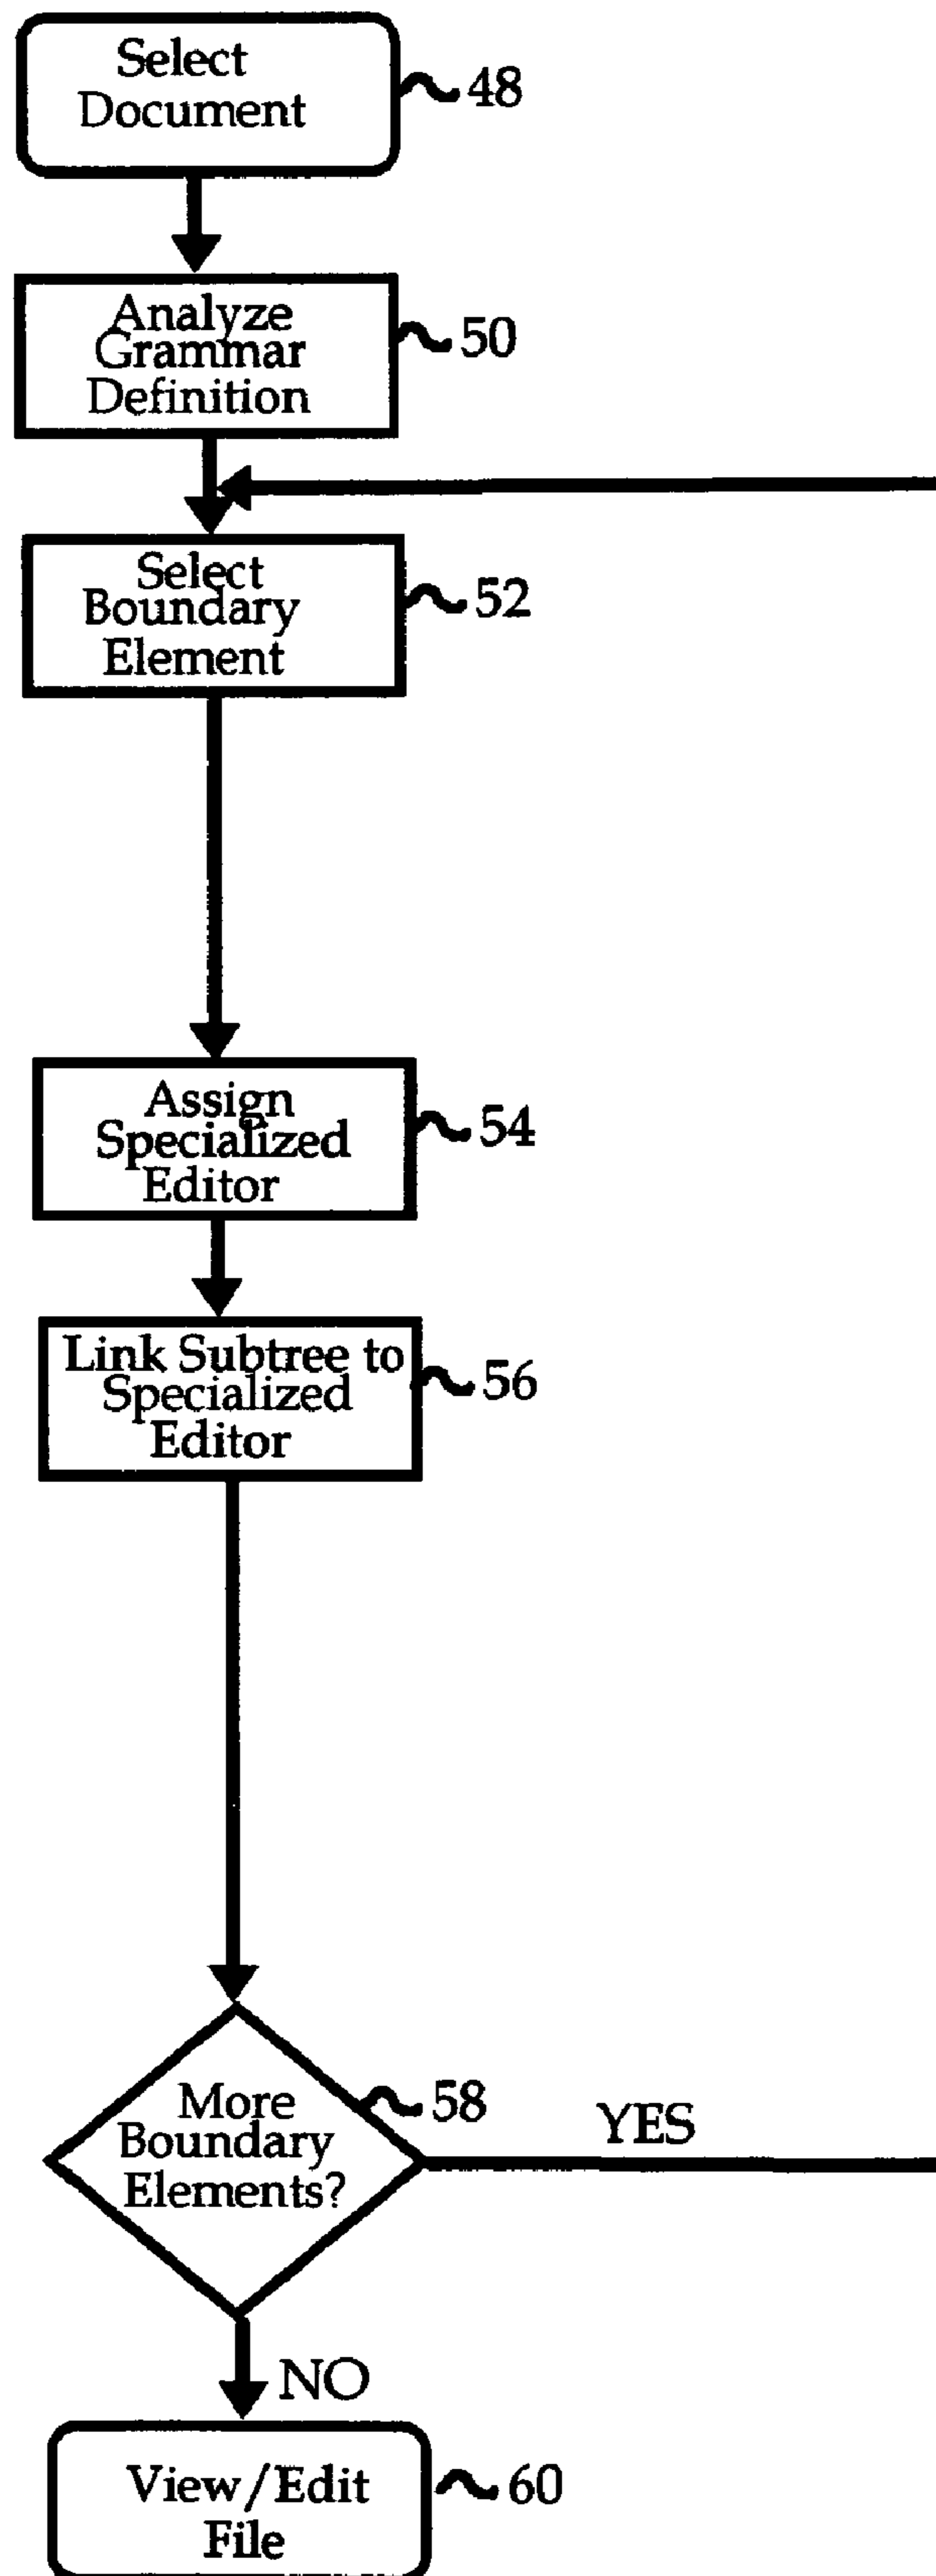 Select
Document
48
Analyze
Grammar
Definition
50
Select
Boundary
Element
52
Assign
Specialized
Editor
54
Link Subtree to
Specialized
Editor
56
More
Boundary
Elements?
58
YES
NO
View/Edit
File
60